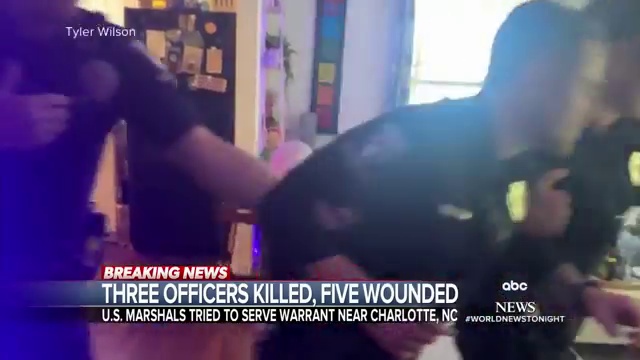 Tyler Wilson
BREAKING NEWS
THREE OFFICERS KILLED, FIVE WOUNDED
U.S. MARSHALS TRIED TO SERVE WARRANT NEAR CHARLOTTE, NC
abc
NEWS
#WORLDNEWSTONIGHT